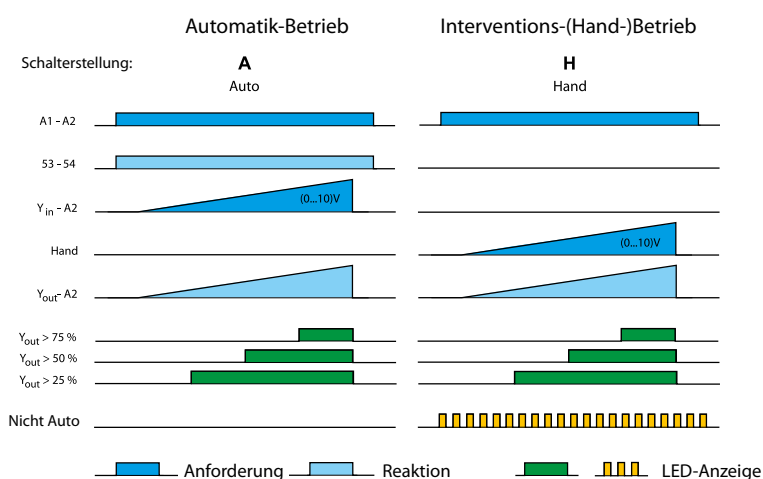 Automatik-Betrieb Interventions-(Hand-)Betrieb
Schalterstellung: A H
Auto Hand
A1 – A2
53 – 54
Yin – A2 (0...10)V
Hand (0...10)V
Yout– A2
Yout > 75 %
Yout > 50 %
Yout > 25 %
Nicht Auto
Anforderung Reaktion LED-Anzeige